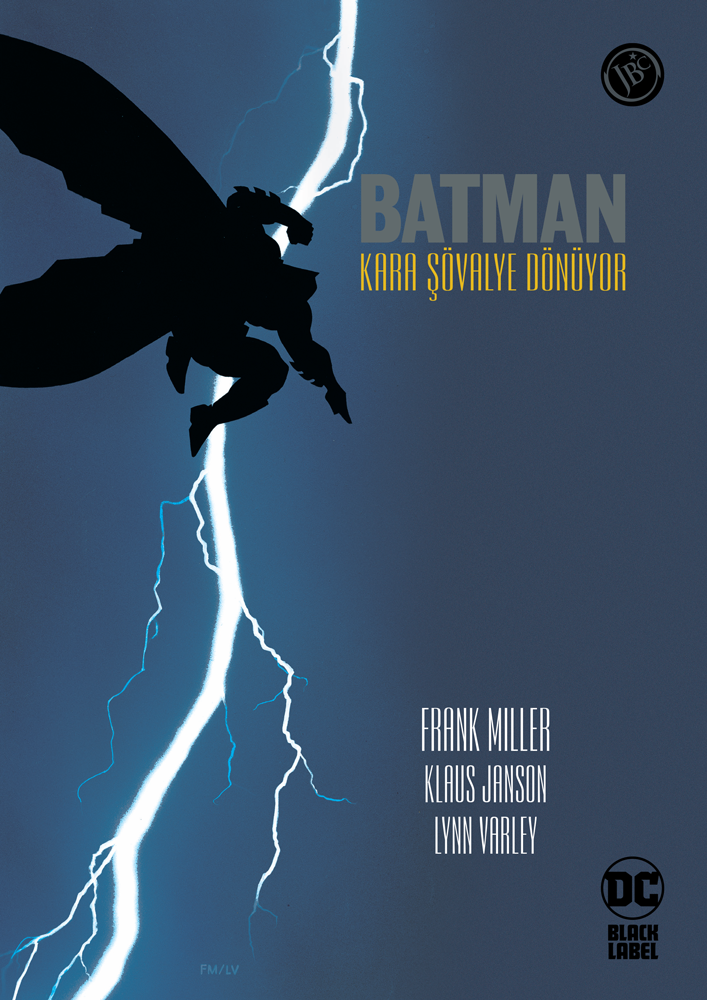 JBC
BATMAN
KARA ŞÖVALYE DÖNÜYOR
FRANK MILLER
KLAUS JANSON
LYNN VARLEY
DC
BLACK
LABEL
FM/LV